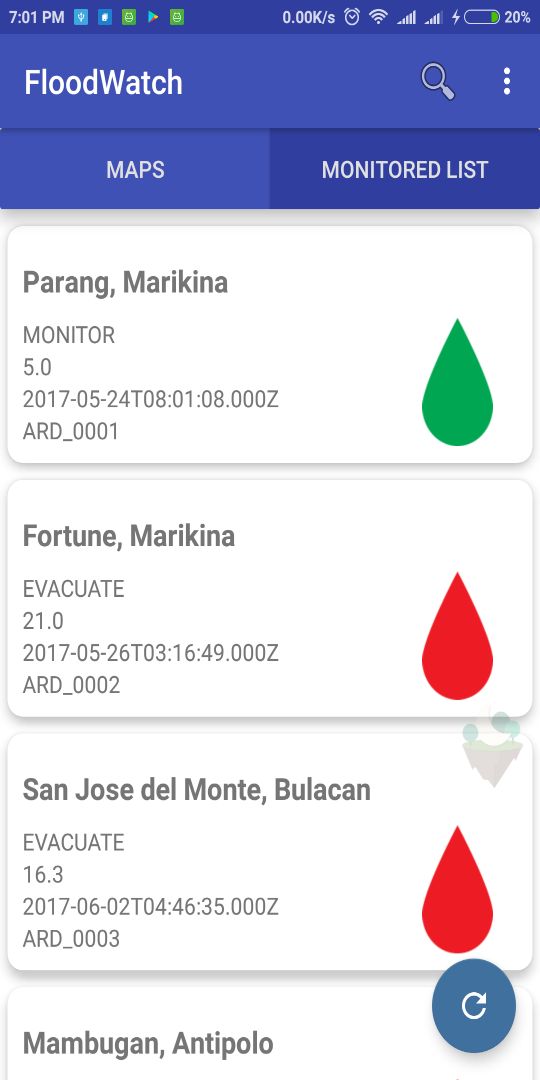 7:01 PM 0.00K/s 20%
FloodWatch
MAPS MONITORED LIST
Parang, Marikina
MONITOR
5.0
2017-05-24T08:01:08.000Z
ARD_0001
Fortune, Marikina
EVACUATE
21.0
2017-05-26T03:16:49.000Z
ARD_0002
San Jose del Monte, Bulacan
EVACUATE
16.3
2017-06-02T04:46:35.000Z
ARD_0003
Mambugan, Antipolo